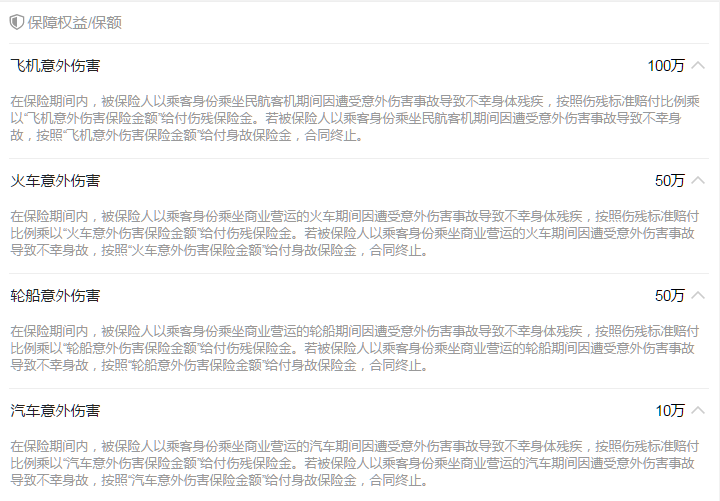 保障权益/保额
飞机意外伤害 100万
在保险期间内，被保险人以乘客身份乘坐民航客机期间因遭受意外伤害事故导致不幸身体残疾，按照伤残标准赔付比例乘
以“飞机意外伤害保险金额”给付伤残保险金。若被保险人以乘客身份乘坐民航客机期间因遭受意外伤害事故导致不幸身
故，按照“飞机意外伤害保险金额”给付身故保险金，合同终止。
火车意外伤害 50万
在保险期间内，被保险人以乘客身份乘坐商业营运的火车期间因遭受意外伤害事故导致不幸身体残疾，按照伤残标准赔付
比例乘以“火车意外伤害保险金额”给付伤残保险金。若被保险人以乘客身份乘坐商业营运的火车期间因遭受意外伤害事故
导致不幸身故，按照“火车意外伤害保险金额”给付身故保险金，合同终止。
轮船意外伤害 50万
在保险期间内，被保险人以乘客身份乘坐商业营运的轮船期间因遭受意外伤害事故导致不幸身体残疾，按照伤残标准赔付
比例乘以“轮船意外伤害保险金额”给付伤残保险金。若被保险人以乘客身份乘坐商业营运的轮船期间因遭受意外伤害事故
导致不幸身故，按照“轮船意外伤害保险金额”给付身故保险金，合同终止。
汽车意外伤害 10万
在保险期间内，被保险人以乘客身份乘坐商业营运的汽车期间因遭受意外伤害事故导致不幸身体残疾，按照伤残标准赔付
比例乘以“汽车意外伤害保险金额”给付伤残保险金。若被保险人以乘客身份乘坐商业营运的汽车期间因遭受意外伤害事故
导致不幸身故，按照“汽车意外伤害保险金额”给付身故保险金，合同终止。